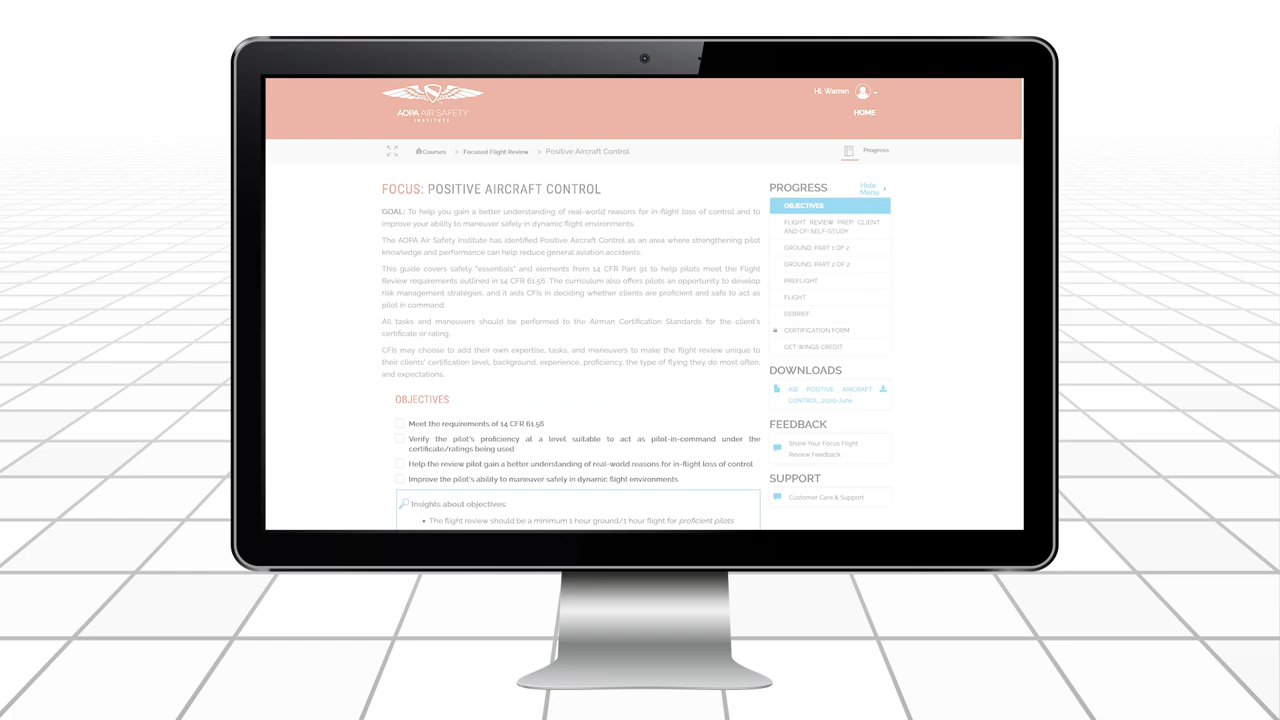 AOPA AIR SAFETY
INSTITUTE
Hi, Warren
HOME
Courses » Focused Flight Review » Positive Aircraft Control
Progress
FOCUS: POSITIVE AIRCRAFT CONTROL
GOAL: To help you gain a better understanding of real-world reasons for in-flight loss of control and to
improve your ability to maneuver safely in dynamic flight environments.
The AOPA Air Safety Institute has identified Positive Aircraft Control as an area where strengthening pilot
knowledge and performance can help reduce general aviation accidents.
This guide covers safety "essentials" and elements from 14 CFR Part 91 to help pilots meet the Flight
Review requirements outlined in 14 CFR 61.56. The curriculum also offers pilots an opportunity to develop
risk management strategies, and it aids CFIs in deciding whether clients are proficient and safe to act as
pilot in command.
All tasks and maneuvers should be performed to the Airman Certification Standards for the client's
certificate or rating.
CFIs may choose to add their own expertise, tasks, and maneuvers to make the flight review unique to
their clients' certification level, background, experience, proficiency, the type of flying they do most often,
and expectations.
OBJECTIVES
Meet the requirements of 14 CFR 61.56
Verify the pilot's proficiency at a level suitable to act as pilot-in-command under the
certificate/ratings being used
Help the review pilot gain a better understanding of real-world reasons for in-flight loss of control
Improve the pilot's ability to maneuver safely in dynamic flight environments
Insights about objectives:
• The flight review should be a minimum 1 hour ground/1 hour flight for proficient pilots
PROGRESS
Hide
Menu
OBJECTIVES
FLIGHT REVIEW PREP: CLIENT
AND CFI SELF-STUDY
GROUND, PART 1 OF 2
GROUND, PART 2 OF 2
PREFLIGHT
FLIGHT
DEBRIEF
CERTIFICATION FORM
GET WINGS CREDIT
DOWNLOADS
ASI POSITIVE AIRCRAFT
CONTROL_2020-June
FEEDBACK
Share Your Focus Flight
Review Feedback
SUPPORT
Customer Care & Support